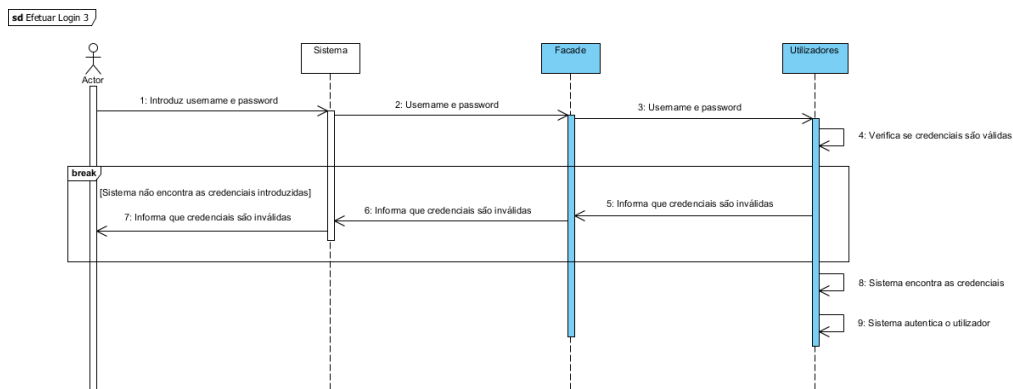 sd Efetuar Login 3
Sistema
Facade
Utilizadores
Actor
1: Introduz username e password
2: Username e password
3: Username e password
4: Verifica se credenciais são válidas
break
[Sistema não encontra as credenciais introduzidas]
5: Informa que credenciais são inválidas
6: Informa que credenciais são inválidas
7: Informa que credenciais são inválidas
8: Sistema encontra as credenciais
9: Sistema autentica o utilizador